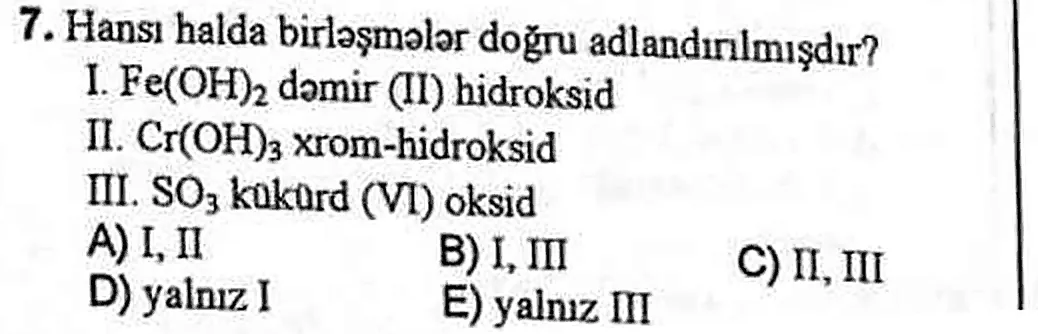 7. Hansı halda birləşmələr doğru adlandırılmışdır?
I. Fe(OH)₂ dəmir (II) hidroksid
II. Cr(OH)₃ xrom-hidroksid
III. SO₃ kükürd (VI) oksid
A) I, II B) I, III C) II, III
D) yalnız I E) yalnız III